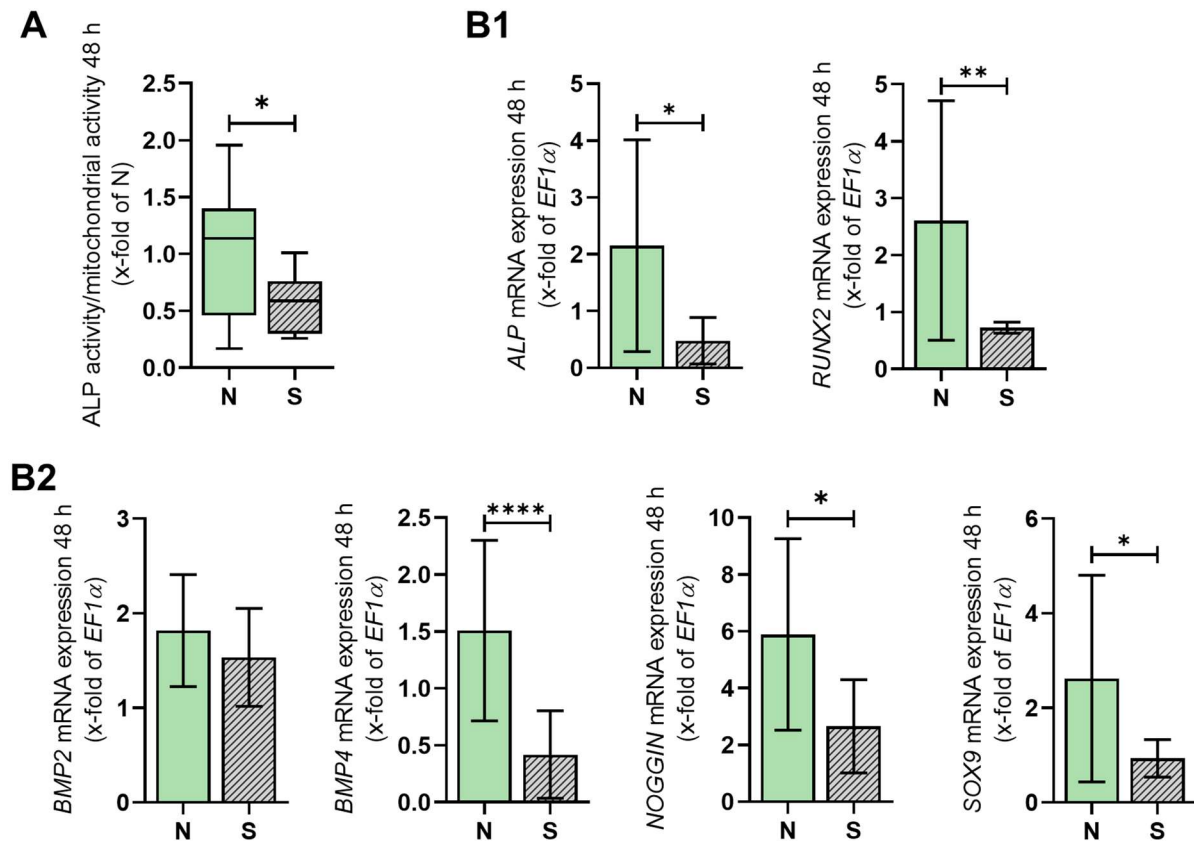 A
ALP activity/mitochondrial activity 48 h
(x-fold of N)
2.5
2.0
1.5
1.0
0.5
0.0
*
N S
B1
ALP mRNA expression 48 h
(x-fold of EF1α)
5
4
3
2
1
0
*
N S
RUNX2 mRNA expression 48 h
(x-fold of EF1α)
5
4
3
2
1
0
**
N S
B2
BMP2 mRNA expression 48 h
(x-fold of EF1α)
3
2
1
0
N S
BMP4 mRNA expression 48 h
(x-fold of EF1α)
2.5
2.0
1.5
1.0
0.5
0.0
****
N S
NOGGIN mRNA expression 48 h
(x-fold of EF1α)
10
8
6
4
2
0
*
N S
SOX9 mRNA expression 48 h
(x-fold of EF1α)
6
4
2
0
*
N S